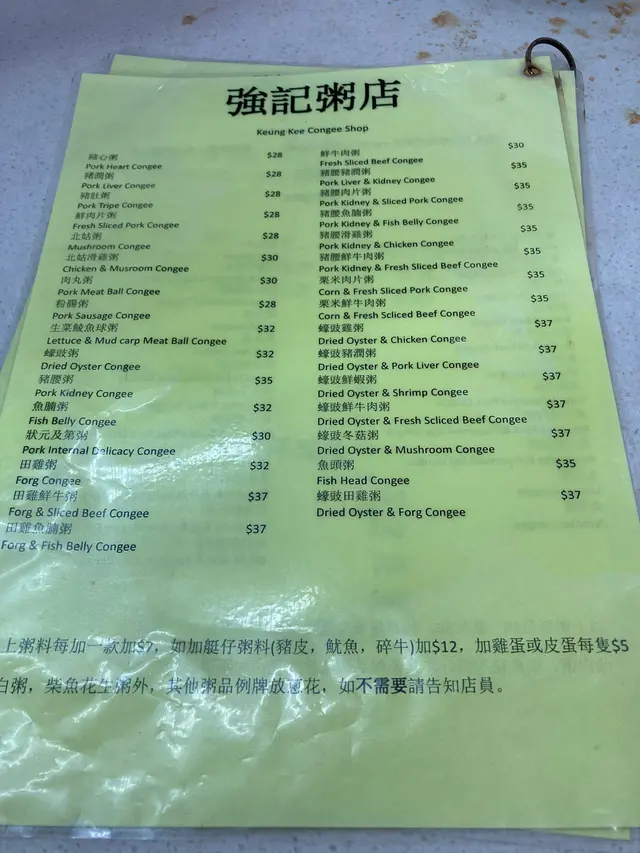 強記粥店
Keung Kee Congee Shop
豬心粥 $28
Pork Heart Congee
豬潤粥 $28
Pork Liver Congee
豬肚粥 $28
Pork Tripe Congee
鮮肉片粥 $28
Fresh Sliced Pork Congee
北姑粥 $28
Mushroom Congee
北姑滑雞粥 $30
Chicken & Musroom Congee
肉丸粥 $30
Pork Meat Ball Congee
粉腸粥 $28
Pork Sausage Congee
生菜鯪魚球粥 $32
Lettuce & Mud carp Meat Ball Congee
蠔豉粥 $32
Dried Oyster Congee
豬腰粥 $35
Pork Kidney Congee
魚腩粥 $32
Fish Belly Congee
狀元及第粥 $30
Pork Internal Delicacy Congee
田雞粥 $32
Forg Congee
田雞鮮牛粥 $37
Forg & Sliced Beef Congee
田雞魚腩粥 $37
Forg & Fish Belly Congee
鮮牛肉粥 $30
Fresh Sliced Beef Congee
豬腰豬潤粥 $35
Pork Liver & Kidney Congee
豬腰肉片粥 $35
Pork Kidney & Sliced Pork Congee
豬腰魚腩粥 $35
Pork Kidney & Fish Belly Congee
豬腰滑雞粥 $35
Pork Kidney & Chicken Congee
豬腰鮮牛肉粥 $35
Pork Kidney & Fresh Sliced Beef Congee
栗米肉片粥 $35
Corn & Fresh Sliced Pork Congee
栗米鮮牛肉粥 $35
Corn & Fresh Scliced Beef Congee
蠔豉雞粥 $37
Dried Oyster & Chicken Congee
蠔豉豬潤粥 $37
Dried Oyster & Pork Liver Congee
蠔豉鮮蝦粥 $37
Dried Oyster & Shrimp Congee
蠔豉鮮牛肉粥 $37
Dried Oyster & Fresh Scliced Beef Congee
蠔豉冬菇粥 $37
Dried Oyster & Mushroom Congee
魚頭粥 $35
Fish Head Congee
蠔豉田雞粥 $37
Dried Oyster & Forg Congee
上粥料每加一款加$7，如加艇仔粥料(豬皮，魷魚，碎牛)加$12，加雞蛋或皮蛋每隻$5
白粥，柴魚花生粥外，其他粥品例牌放蔥花，如不需要請告知店員。